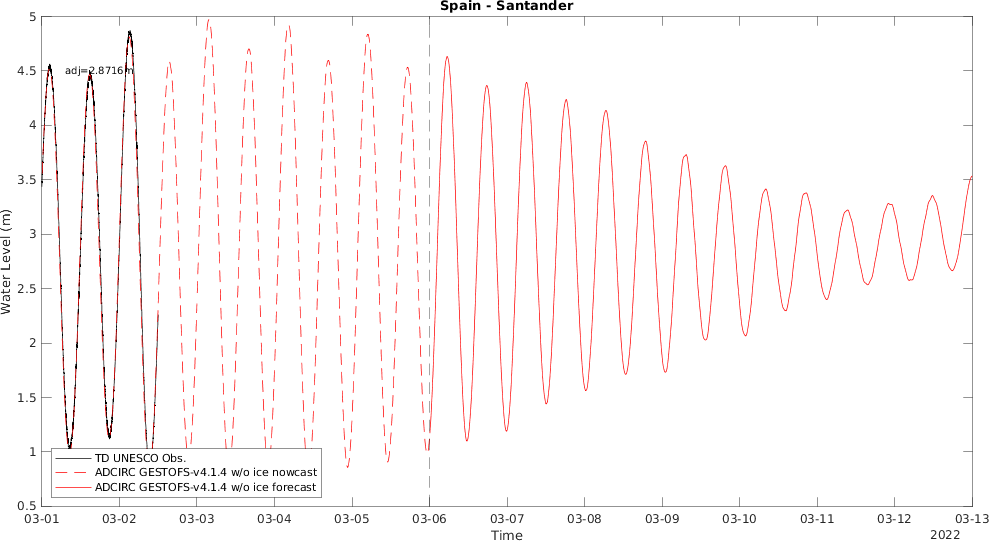 Spain - Santander
5
4.5
4
3.5
3
2.5
2
1.5
1
0.5
Water Level (m)
adj=2.8716m
TD UNESCO Obs.
ADCIRC GESTOFS-v4.1.4 w/o ice nowcast
ADCIRC GESTOFS-v4.1.4 w/o ice forecast
03-01 03-02 03-03 03-04 03-05 03-06 03-07 03-08 03-09 03-10 03-11 03-12 03-13
Time
2022